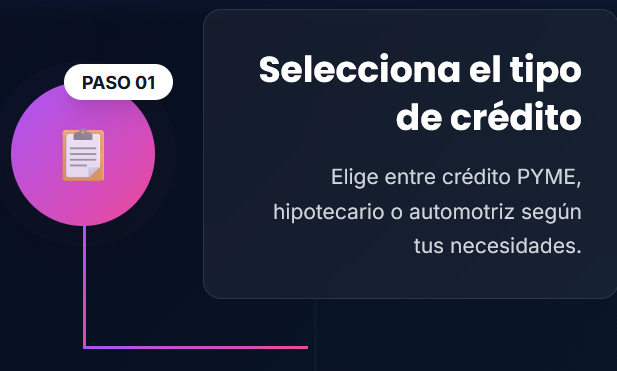 PASO 01
Selecciona el tipo
de crédito
Elige entre crédito PYME,
hipotecario o automotriz según
tus necesidades.